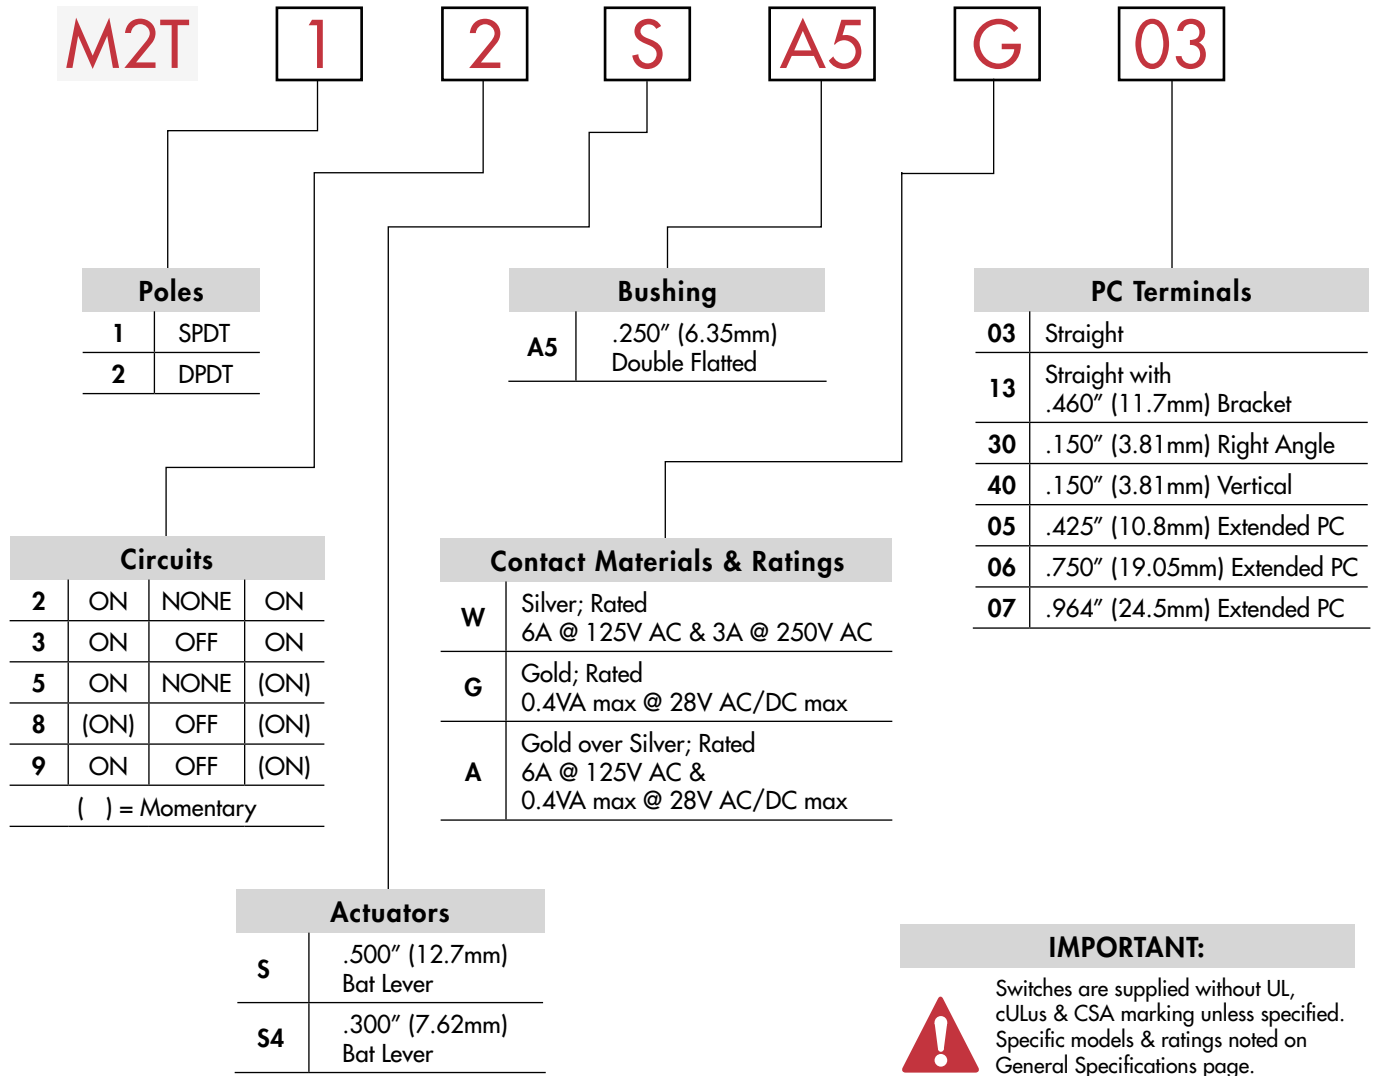 M2T 1 2 S A5 G 03
Poles
1 SPDT
2 DPDT
Bushing
A5 .250″ (6.35mm)
Double Flatted
PC Terminals
03 Straight
13 Straight with
.460″ (11.7mm) Bracket
30 .150″ (3.81mm) Right Angle
40 .150″ (3.81mm) Vertical
05 .425″ (10.8mm) Extended PC
06 .750″ (19.05mm) Extended PC
07 .964″ (24.5mm) Extended PC
Circuits
2 ON NONE ON
3 ON OFF ON
5 ON NONE (ON)
8 (ON) OFF (ON)
9 ON OFF (ON)
( ) = Momentary
Contact Materials & Ratings
W Silver; Rated
6A @ 125V AC & 3A @ 250V AC
G Gold; Rated
0.4VA max @ 28V AC/DC max
A Gold over Silver; Rated
6A @ 125V AC &
0.4VA max @ 28V AC/DC max
Actuators
S .500″ (12.7mm)
Bat Lever
S4 .300″ (7.62mm)
Bat Lever
IMPORTANT:
Switches are supplied without UL,
cULus & CSA marking unless specified.
Specific models & ratings noted on
General Specifications page.